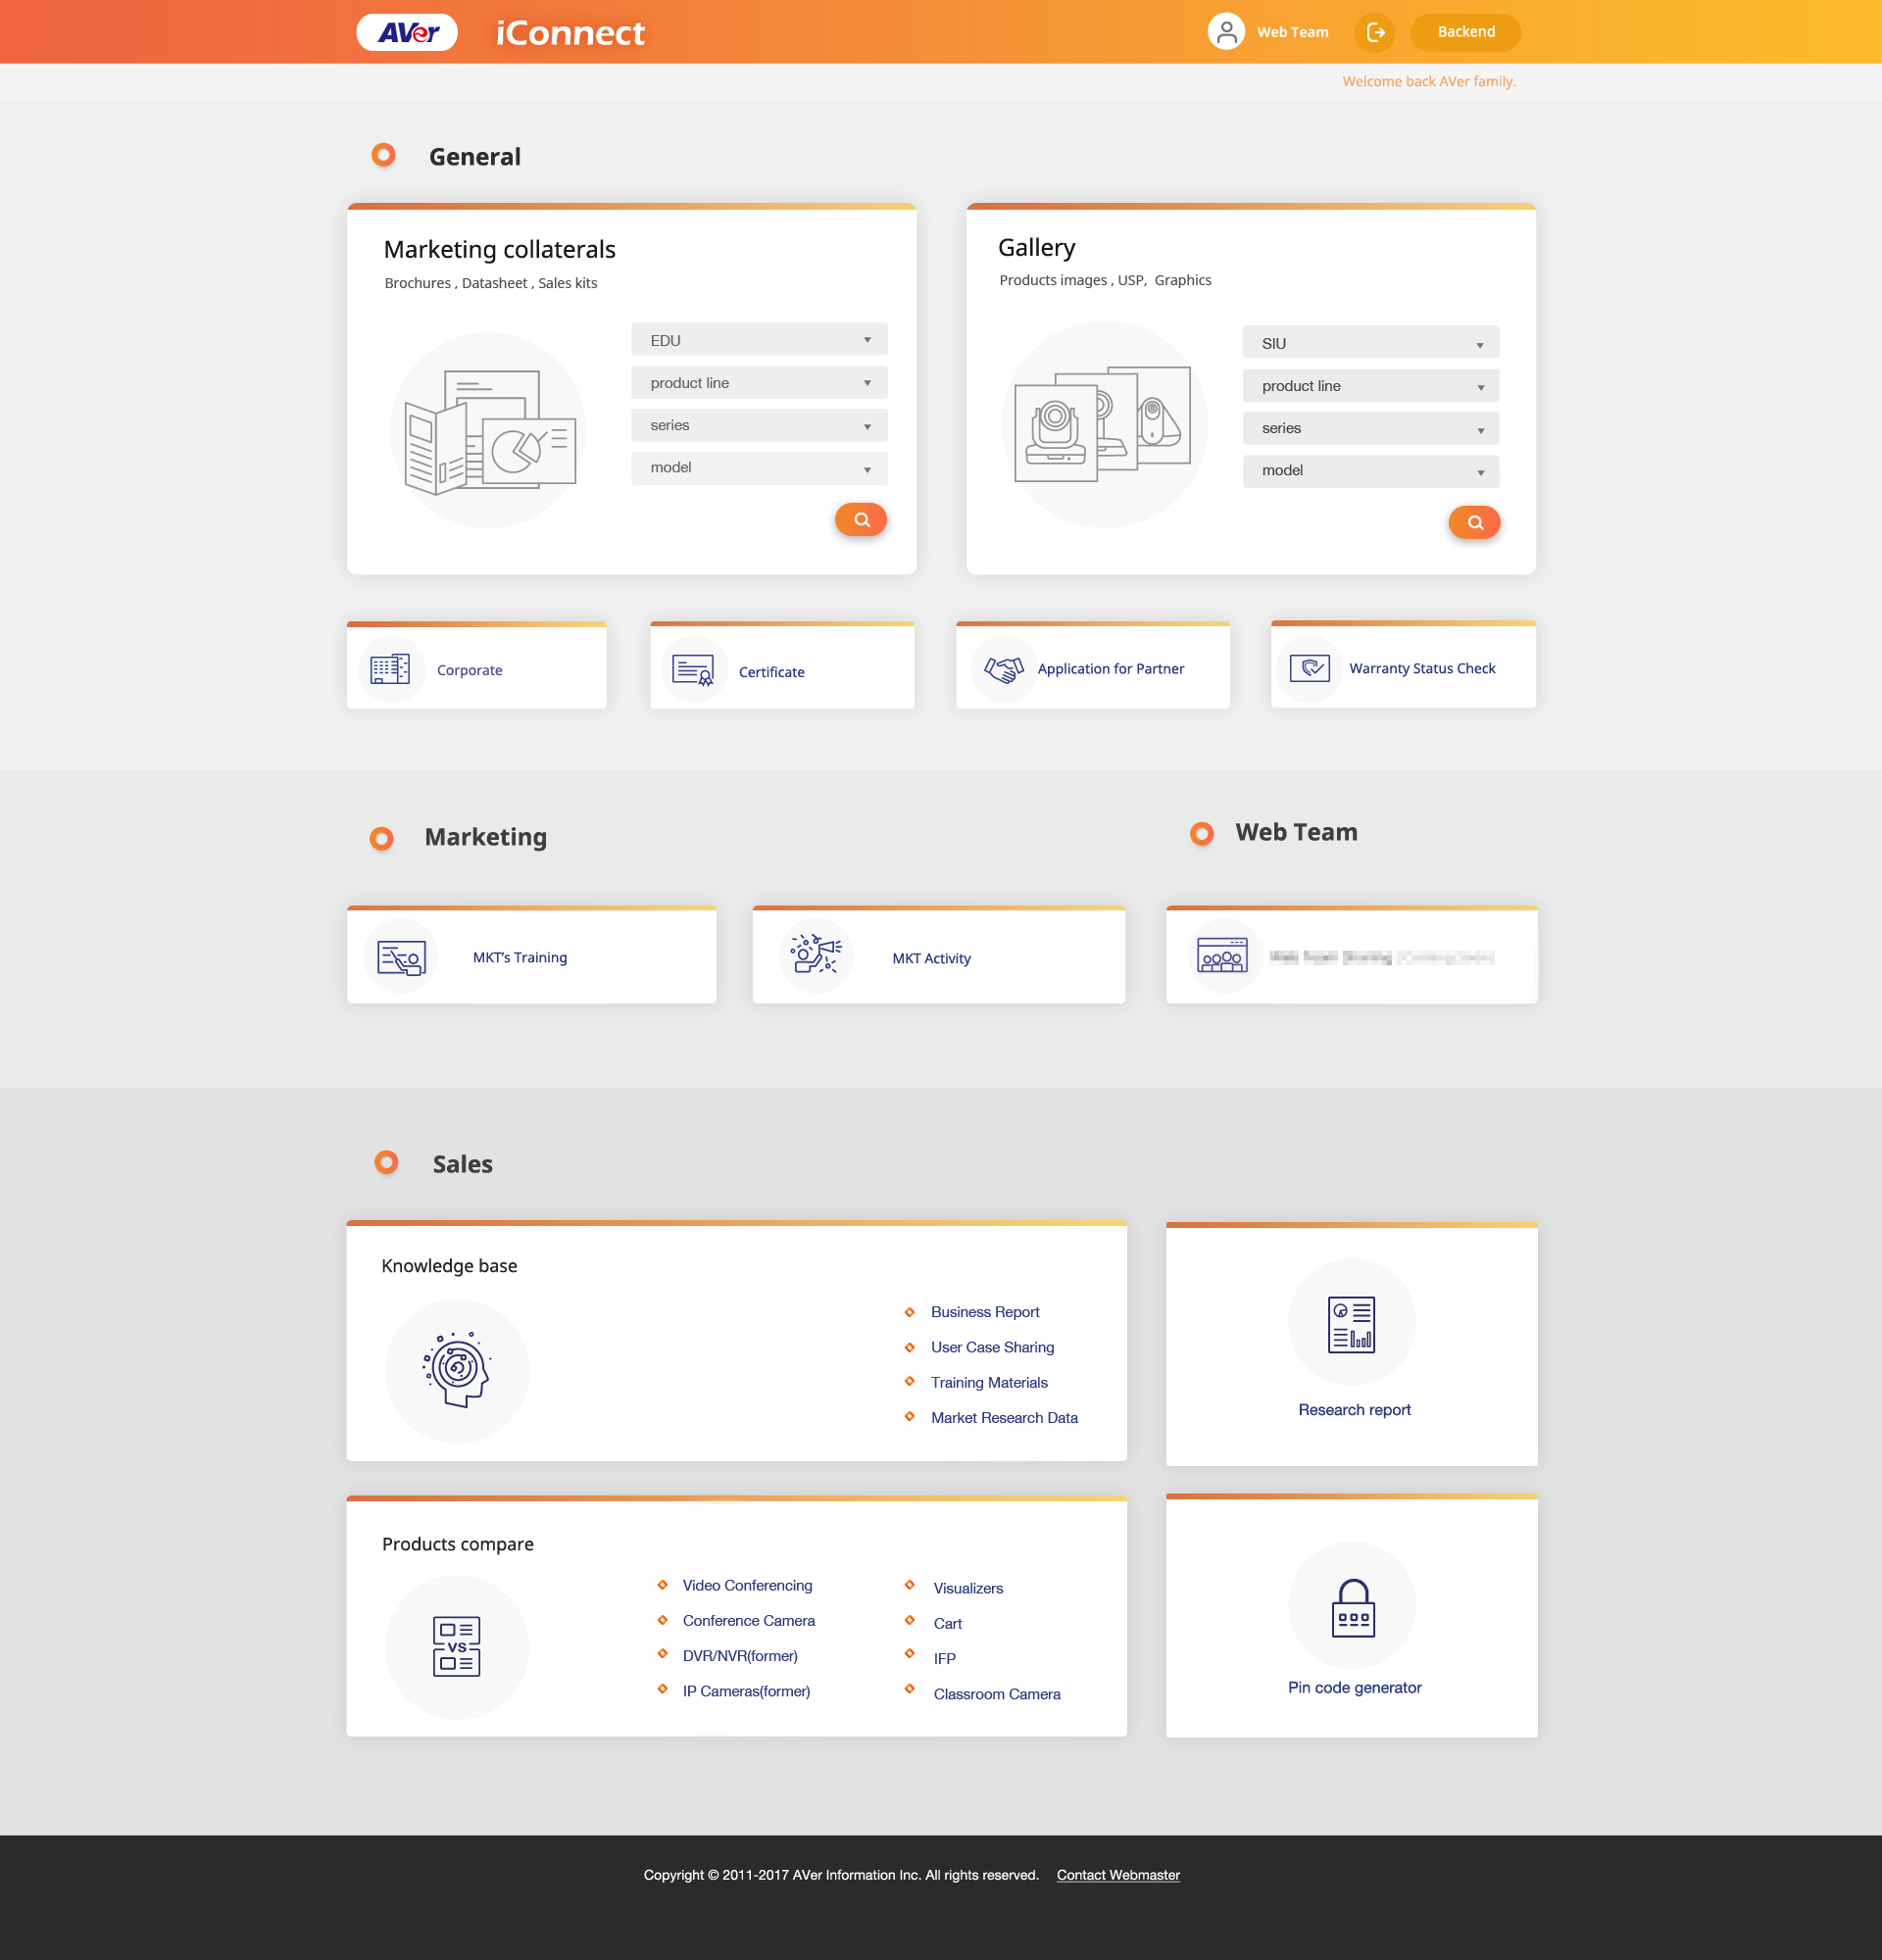 AVer
iConnect
Web Team
Backend
Welcome back AVer family.
General
Marketing collaterals
Brochures , Datasheet , Sales kits
EDU
product line
series
model
Gallery
Products images , USP, Graphics
SIU
product line
series
model
Corporate
Certificate
Application for Partner
Warranty Status Check
Marketing
MKT's Training
MKT Activity
Web Team
Sales
Knowledge base
Business Report
User Case Sharing
Training Materials
Market Research Data
Research report
Products compare
VS
Video Conferencing
Conference Camera
DVR/NVR(former)
IP Cameras(former)
Visualizers
Cart
IFP
Classroom Camera
Pin code generator
Copyright © 2011-2017 AVer Information Inc. All rights reserved. Contact Webmaster